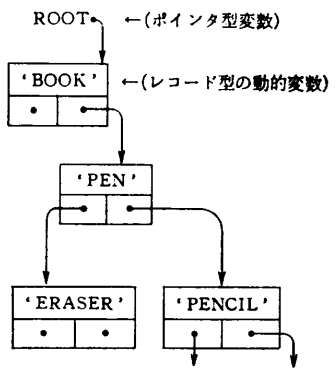 ROOT ←(ポインタ型変数)
‘BOOK’ ←(レコード型の動的変数)
‘PEN’
‘ERASER’ ‘PENCIL’